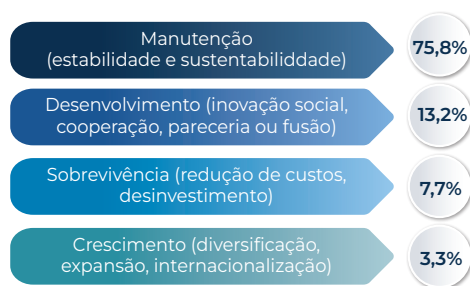 Manutenção
(estabilidade e sustentabiliddade)
75,8%
Desenvolvimento (inovação social,
cooperação, pareceria ou fusão)
13,2%
Sobrevivência (redução de custos,
desinvestimento)
7,7%
Crescimento (diversificação,
expansão, internacionalização)
3,3%